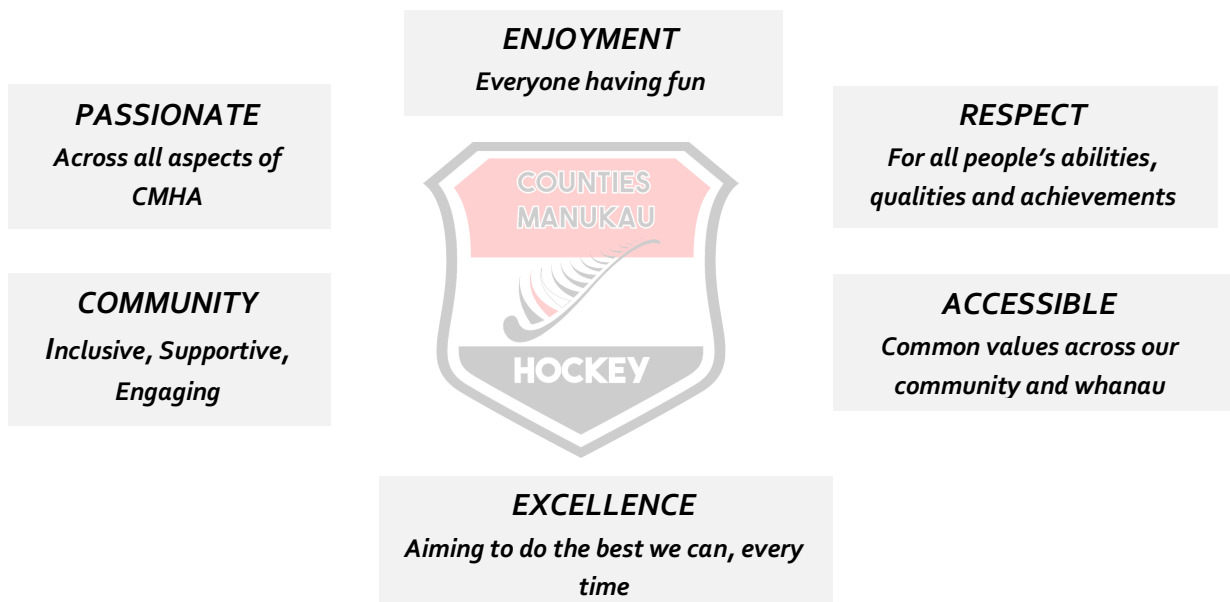 ENJOYMENT
Everyone having fun
PASSIONATE
Across all aspects of
CMHA
RESPECT
For all people’s abilities,
qualities and achievements
COUNTIES
MANUKAU
HOCKEY
COMMUNITY
Inclusive, Supportive,
Engaging
ACCESSIBLE
Common values across our
community and whanau
EXCELLENCE
Aiming to do the best we can, every
time